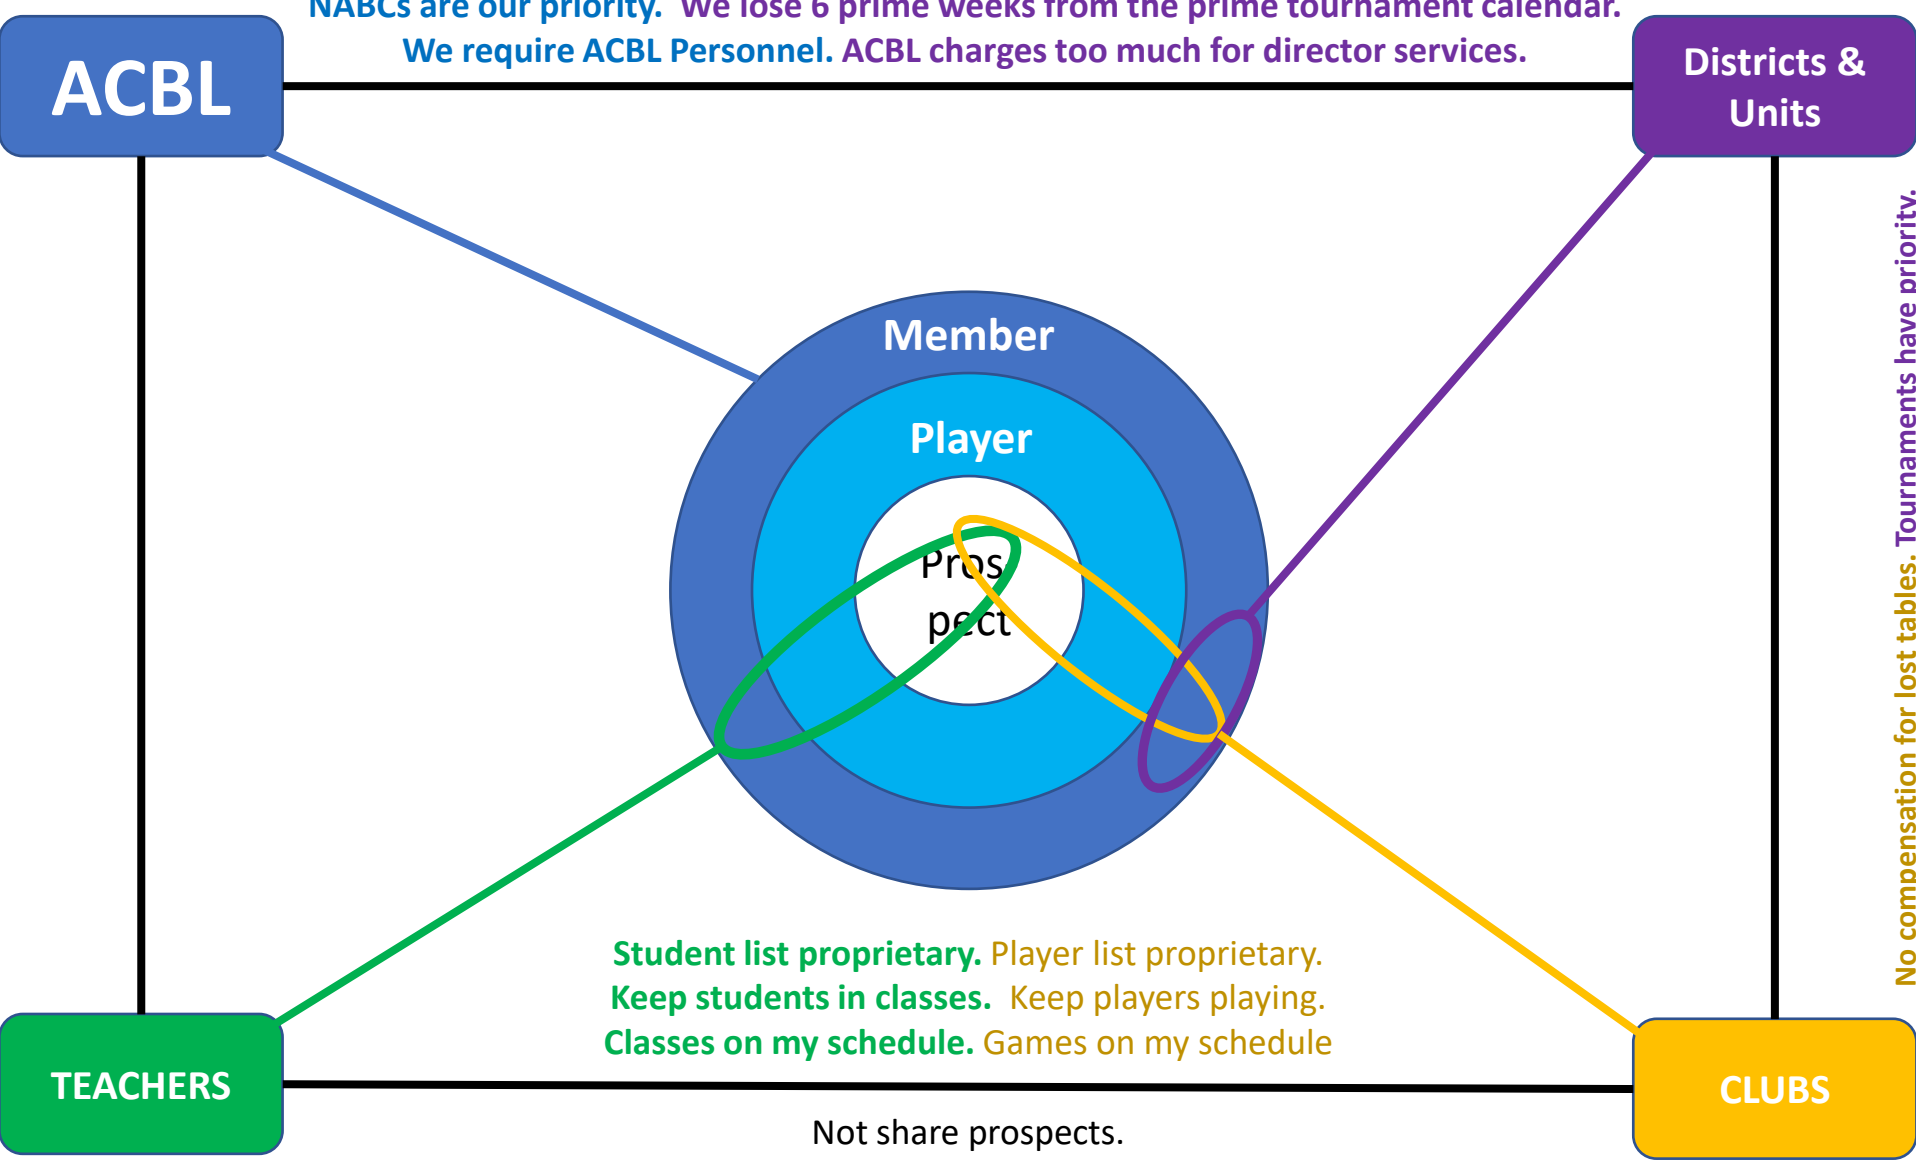 NABCs are our priority. We lose 6 prime weeks from the prime tournament calendar.
We require ACBL Personnel. ACBL charges too much for director services.
ACBL
Districts &
Units
No compensation for lost tables. Tournaments have priority.
Member
Player
Pros-
pect
Student list proprietary. Player list proprietary.
Keep students in classes. Keep players playing.
Classes on my schedule. Games on my schedule
TEACHERS
CLUBS
Not share prospects.